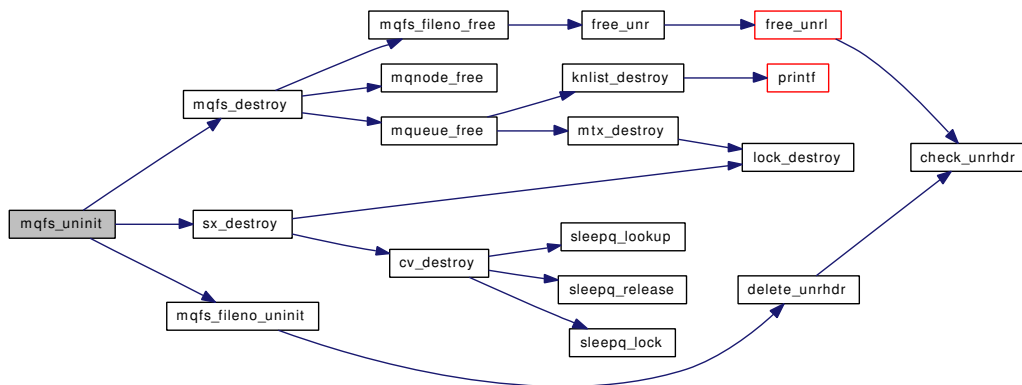 mqfs_fileno_free
free_unr
free_unrl
mqnode_free
knlist_destroy
printf
mqfs_destroy
mqueue_free
mtx_destroy
lock_destroy
check_unrhdr
mqfs_uninit
sx_destroy
sleepq_lookup
cv_destroy
sleepq_release
delete_unrhdr
mqfs_fileno_uninit
sleepq_lock